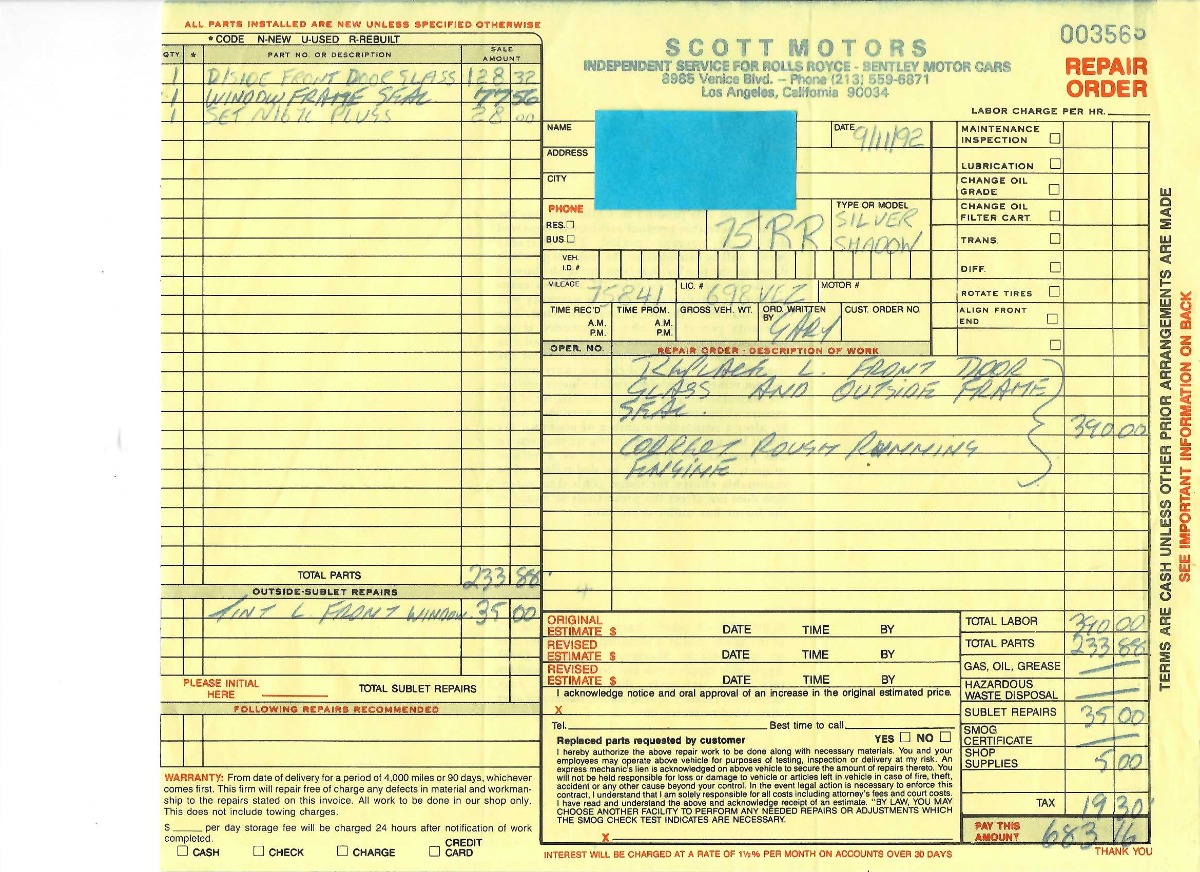 ALL PARTS INSTALLED ARE NEW UNLESS SPECIFIED OTHERWISE
* CODE N-NEW U-USED R-REBUILT
QTY * PART NO. OR DESCRIPTION SALE AMOUNT
1 D/SIDE FRONT DOOR GLASS 128 32
1 WINDOW FRAME SEAL 77 56
1 SET PLUGS 28 00
TOTAL PARTS 233 88
OUTSIDE-SUBLET REPAIRS
TINT L. FRONT WINDOW. 35 00
PLEASE INITIAL HERE
TOTAL SUBLET REPAIRS
FOLLOWING REPAIRS RECOMMENDED
WARRANTY: From date of delivery for a period of 4,000 miles or 90 days, whichever
comes first. This firm will repair free of charge any defects in material and workman-
ship to the repairs stated on this invoice. All work to be done in our shop only.
This does not include towing charges.
$ _____ per day storage fee will be charged 24 hours after notification of work
completed.
CASH CHECK CHARGE CREDIT CARD
SCOTT MOTORS
INDEPENDENT SERVICE FOR ROLLS ROYCE - BENTLEY MOTOR CARS
8985 Venice Blvd. - Phone (213) 559-6871
Los Angeles, California 90034
003565
REPAIR
ORDER
LABOR CHARGE PER HR.
NAME
DATE 9/11/92
ADDRESS
CITY
PHONE
RES.
BUS
75 RR
TYPE OR MODEL
SILVER
SHADOW
VEH. I.D. #
MILEAGE 75841 LIC. # 698 VEZ MOTOR #
TIME REC'D A.M. P.M. TIME PROM. A.M. P.M. GROSS VEH. WT. ORD. WRITTEN BY GARY CUST. ORDER NO.
MAINTENANCE INSPECTION
LUBRICATION
CHANGE OIL GRADE
CHANGE OIL FILTER CART.
TRANS.
DIFF.
ROTATE TIRES
ALIGN FRONT END
OPER. NO. REPAIR ORDER - DESCRIPTION OF WORK
REPLACE L. FRONT DOOR
GLASS AND OUTSIDE FRAME
SEAL.
390 00
CORRECT ROUGH RUNNING
ENGINE
ORIGINAL ESTIMATE $ DATE TIME BY
REVISED ESTIMATE $ DATE TIME BY
REVISED ESTIMATE $ DATE TIME BY
I acknowledge notice and oral approval of an increase in the original estimated price.
X
Tel. Best time to call
Replaced parts requested by customer YES NO
I hereby authorize the above repair work to be done along with necessary materials. You and your
employees may operate above vehicle for purposes of testing, inspection or delivery at my risk. An
express mechanic's lien is acknowledged on above vehicle to secure the amount of repairs thereto. You
will not be held responsible for loss or damage to vehicle or articles left in vehicle in case of fire, theft,
accident or any other cause beyond your control. In the event legal action is necessary to enforce this
contract, I understand that I am solely responsible for all costs including attorney's fees and court costs.
I have read and understand the above and acknowledge receipt of an estimate. "BY LAW, YOU MAY
CHOOSE ANOTHER FACILITY TO PERFORM ANY NEEDED REPAIRS OR ADJUSTMENTS WHICH
THE SMOG CHECK TEST INDICATES ARE NECESSARY.
X
INTEREST WILL BE CHARGED AT A RATE OF 1½% PER MONTH ON ACCOUNTS OVER 30 DAYS
TOTAL LABOR 390.00
TOTAL PARTS 233 88
GAS, OIL, GREASE
HAZARDOUS WASTE DISPOSAL
SUBLET REPAIRS 35 00
SMOG CERTIFICATE
SHOP SUPPLIES 5 00
TAX 19 30
PAY THIS AMOUNT 683 16
THANK YOU
TERMS ARE CASH UNLESS OTHER PRIOR ARRANGEMENTS ARE MADE
SEE IMPORTANT INFORMATION ON BACK